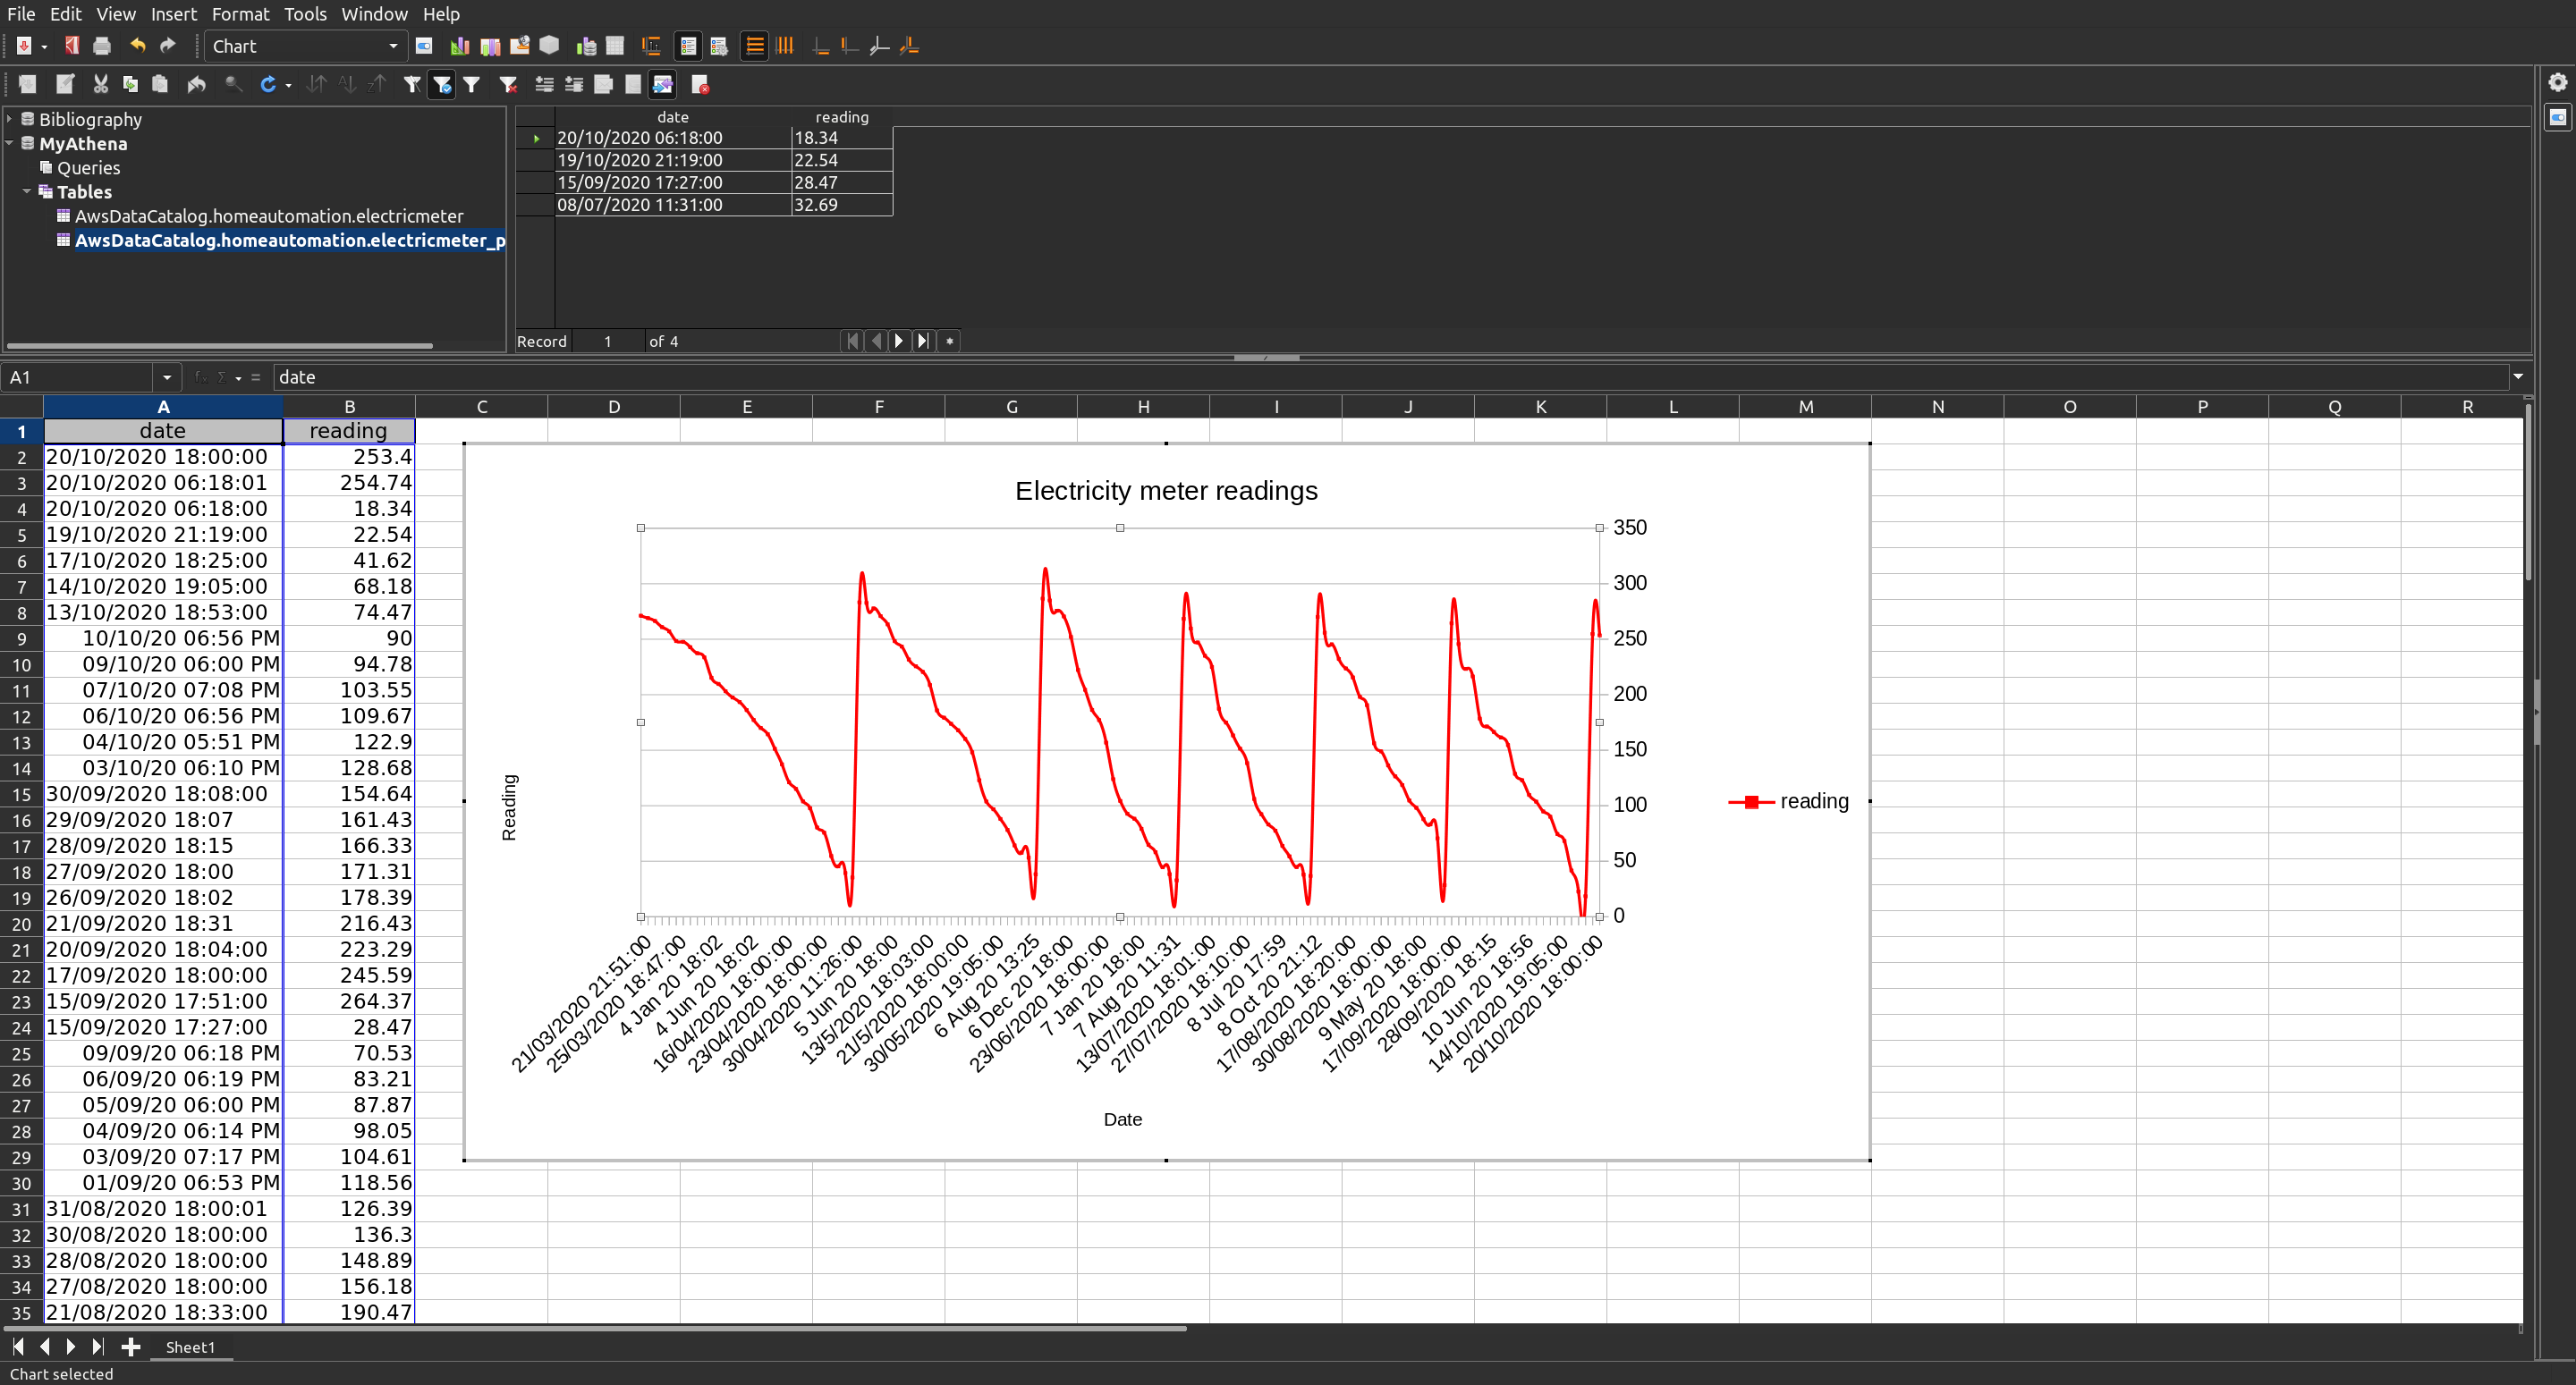 File Edit View Insert Format Tools Window Help
Chart
Bibliography
MyAthena
Queries
Tables
AwsDataCatalog.homeautomation.electricmeter
AwsDataCatalog.homeautomation.electricmeter_p
date reading
20/10/2020 06:18:00 18.34
19/10/2020 21:19:00 22.54
15/09/2020 17:27:00 28.47
08/07/2020 11:31:00 32.69
Record 1 of 4
A1 date
A B C D E F G H I J K L M N O P Q R
1 date reading
2 20/10/2020 18:00:00 253.4
3 20/10/2020 06:18:01 254.74
4 20/10/2020 06:18:00 18.34
5 19/10/2020 21:19:00 22.54
6 17/10/2020 18:25:00 41.62
7 14/10/2020 19:05:00 68.18
8 13/10/2020 18:53:00 74.47
9 10/10/20 06:56 PM 90
10 09/10/20 06:00 PM 94.78
11 07/10/20 07:08 PM 103.55
12 06/10/20 06:56 PM 109.67
13 04/10/20 05:51 PM 122.9
14 03/10/20 06:10 PM 128.68
15 30/09/2020 18:08:00 154.64
16 29/09/2020 18:07 161.43
17 28/09/2020 18:15 166.33
18 27/09/2020 18:00 171.31
19 26/09/2020 18:02 178.39
20 21/09/2020 18:31 216.43
21 20/09/2020 18:04:00 223.29
22 17/09/2020 18:00:00 245.59
23 15/09/2020 17:51:00 264.37
24 15/09/2020 17:27:00 28.47
25 09/09/20 06:18 PM 70.53
26 06/09/20 06:19 PM 83.21
27 05/09/20 06:00 PM 87.87
28 04/09/20 06:14 PM 98.05
29 03/09/20 07:17 PM 104.61
30 01/09/20 06:53 PM 118.56
31 31/08/2020 18:00:01 126.39
32 30/08/2020 18:00:00 136.3
33 28/08/2020 18:00:00 148.89
34 27/08/2020 18:00:00 156.18
35 21/08/2020 18:33:00 190.47
Electricity meter readings
350
300
250
200
150
100
50
0
Reading
reading
21/03/2020 21:51:00
25/03/2020 18:47:00
4 Jan 20 18:02
4 Jun 20 18:02
16/04/2020 18:00:00
23/04/2020 18:00:00
30/04/2020 11:26:00
5 Jun 20 18:00
13/5/2020 18:03:00
21/5/2020 18:00:00
30/05/2020 19:05:00
6 Aug 20 13:25
6 Dec 20 18:00
23/06/2020 18:00:00
7 Jan 20 18:00
7 Aug 20 11:31
13/07/2020 18:01:00
27/07/2020 18:10:00
8 Jul 20 17:59
8 Oct 20 21:12
17/08/2020 18:20:00
30/08/2020 18:00:00
9 May 20 18:00
17/09/2020 18:00:00
28/09/2020 18:15
10 Jun 20 18:56
14/10/2020 19:05:00
20/10/2020 18:00:00
Date
Sheet1
Chart selected